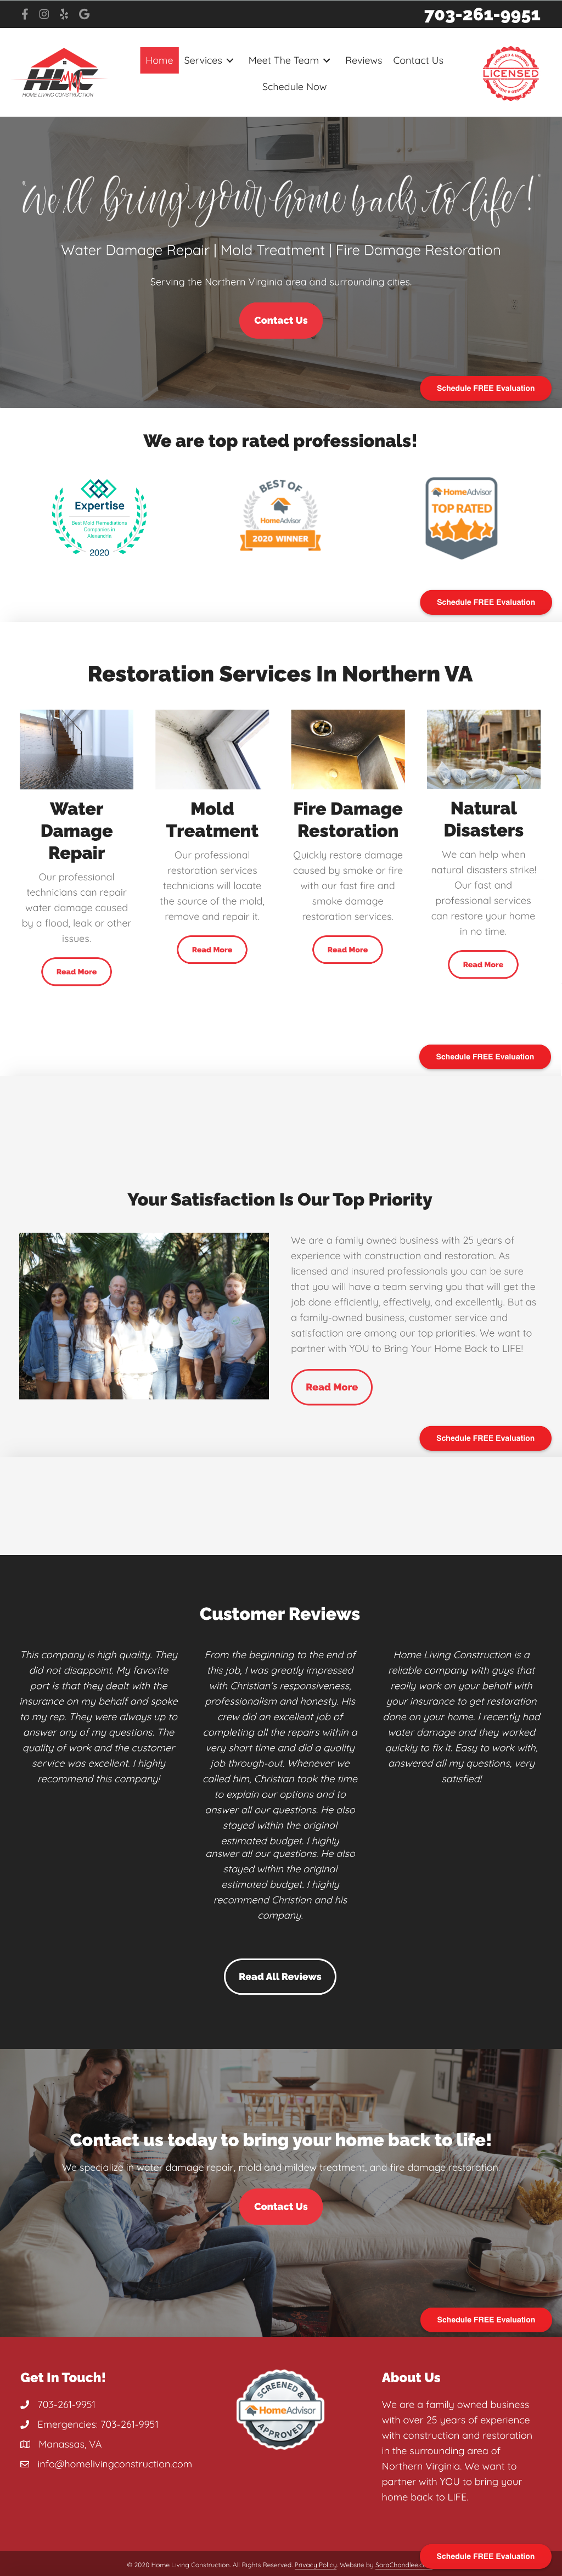 703-261-9951
HLC
HOME LIVING CONSTRUCTION
Home Services Meet The Team Reviews Contact Us
Schedule Now
LICENSED
"We'll bring your home back to life!"
Water Damage Repair | Mold Treatment | Fire Damage Restoration
Serving the Northern Virginia area and surrounding cities.
Contact Us
Schedule FREE Evaluation
We are top rated professionals!
Expertise
Best Mold Remediations
Companies in
Alexandria
2020
BEST OF
HomeAdvisor
2020 WINNER
HomeAdvisor
TOP RATED
Schedule FREE Evaluation
Restoration Services In Northern VA
Water
Damage
Repair
Our professional
technicians can repair
water damage caused
by a flood, leak or other
issues.
Read More
Mold
Treatment
Our professional
restoration services
technicians will locate
the source of the mold,
remove and repair it.
Read More
Fire Damage
Restoration
Quickly restore damage
caused by smoke or fire
with our fast fire and
smoke damage
restoration services.
Read More
Natural
Disasters
We can help when
natural disasters strike!
Our fast and
professional services
can restore your home
in no time.
Read More
Schedule FREE Evaluation
Your Satisfaction Is Our Top Priority
We are a family owned business with 25 years of
experience with construction and restoration. As
licensed and insured professionals you can be sure
that you will have a team serving you that will get the
job done efficiently, effectively, and excellently. But as
a family-owned business, customer service and
satisfaction are among our top priorities. We want to
partner with YOU to Bring Your Home Back to LIFE!
Read More
Schedule FREE Evaluation
Customer Reviews
This company is high quality. They
did not disappoint. My favorite
part is that they dealt with the
insurance on my behalf and spoke
to my rep. They were always up to
answer any of my questions. The
quality of work and the customer
service was excellent. I highly
recommend this company!
From the beginning to the end of
this job, I was greatly impressed
with Christian's responsiveness,
professionalism and honesty. His
crew did an excellent job of
completing all the repairs within a
very short time and did a quality
job through-out. Whenever we
called him, Christian took the time
to explain our options and to
answer all our questions. He also
stayed within the original
estimated budget. I highly
answer all our questions. He also
stayed within the original
estimated budget. I highly
recommend Christian and his
company.
Home Living Construction is a
reliable company with guys that
really work on your behalf with
your insurance to get restoration
done on your home. I recently had
water damage and they worked
quickly to fix it. Easy to work with,
answered all my questions, very
satisfied!
Read All Reviews
Contact us today to bring your home back to life!
We specialize in water damage repair, mold and mildew treatment, and fire damage restoration.
Contact Us
Schedule FREE Evaluation
Get In Touch!
703-261-9951
Emergencies: 703-261-9951
Manassas, VA
info@homelivingconstruction.com
SCREENED &
HomeAdvisor
APPROVED
About Us
We are a family owned business
with over 25 years of experience
with construction and restoration
in the surrounding area of
Northern Virginia. We want to
partner with YOU to bring your
home back to LIFE.
Schedule FREE Evaluation
© 2020 Home Living Construction. All Rights Reserved. Privacy Policy. Website by SaraChandlee.